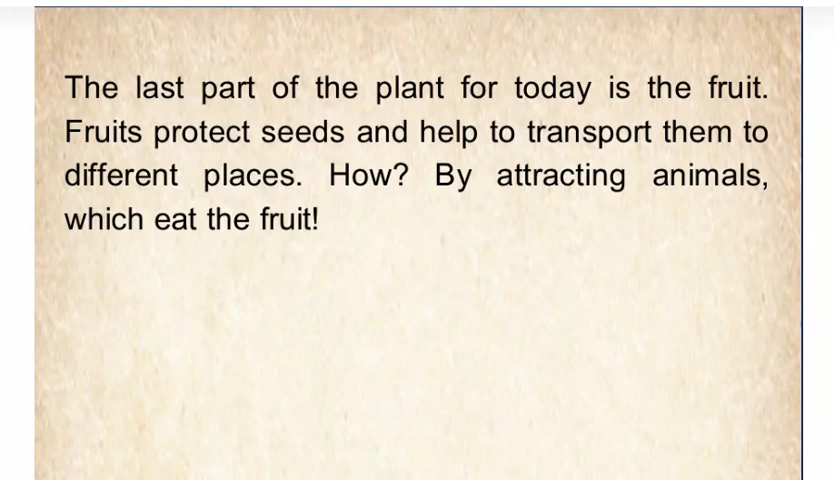 The last part of the plant for today is the fruit.
Fruits protect seeds and help to transport them to
different places. How? By attracting animals,
which eat the fruit!